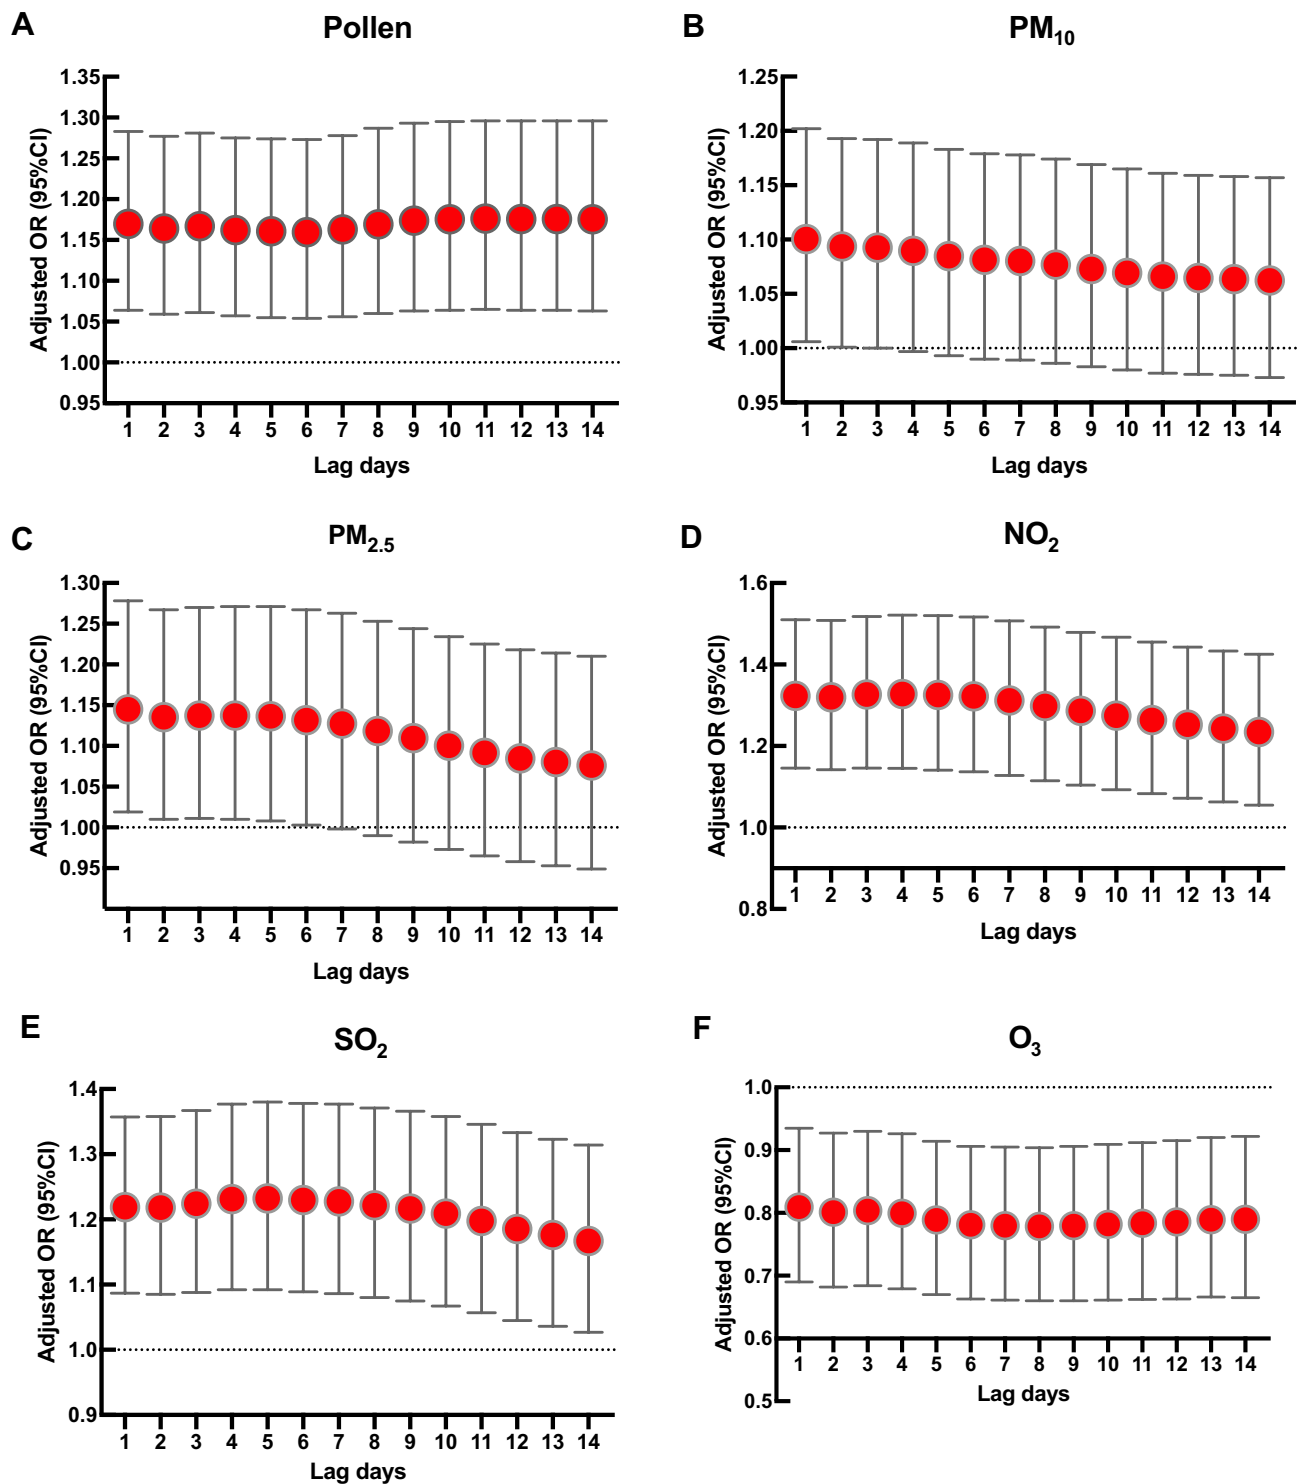 A
Pollen
Adjusted OR (95%CI)
1.35
1.30
1.25
1.20
1.15
1.10
1.05
1.00
0.95
1 2 3 4 5 6 7 8 9 10 11 12 13 14
Lag days
B
PM10
Adjusted OR (95%CI)
1.25
1.20
1.15
1.10
1.05
1.00
0.95
1 2 3 4 5 6 7 8 9 10 11 12 13 14
Lag days
C
PM2.5
Adjusted OR (95%CI)
1.30
1.25
1.20
1.15
1.10
1.05
1.00
0.95
1 2 3 4 5 6 7 8 9 10 11 12 13 14
Lag days
D
NO2
Adjusted OR (95%CI)
1.6
1.4
1.2
1.0
0.8
1 2 3 4 5 6 7 8 9 10 11 12 13 14
Lag days
E
SO2
Adjusted OR (95%CI)
1.4
1.3
1.2
1.1
1.0
0.9
1 2 3 4 5 6 7 8 9 10 11 12 13 14
Lag days
F
O3
Adjusted OR (95%CI)
1.0
0.9
0.8
0.7
0.6
0.5
1 2 3 4 5 6 7 8 9 10 11 12 13 14
Lag days